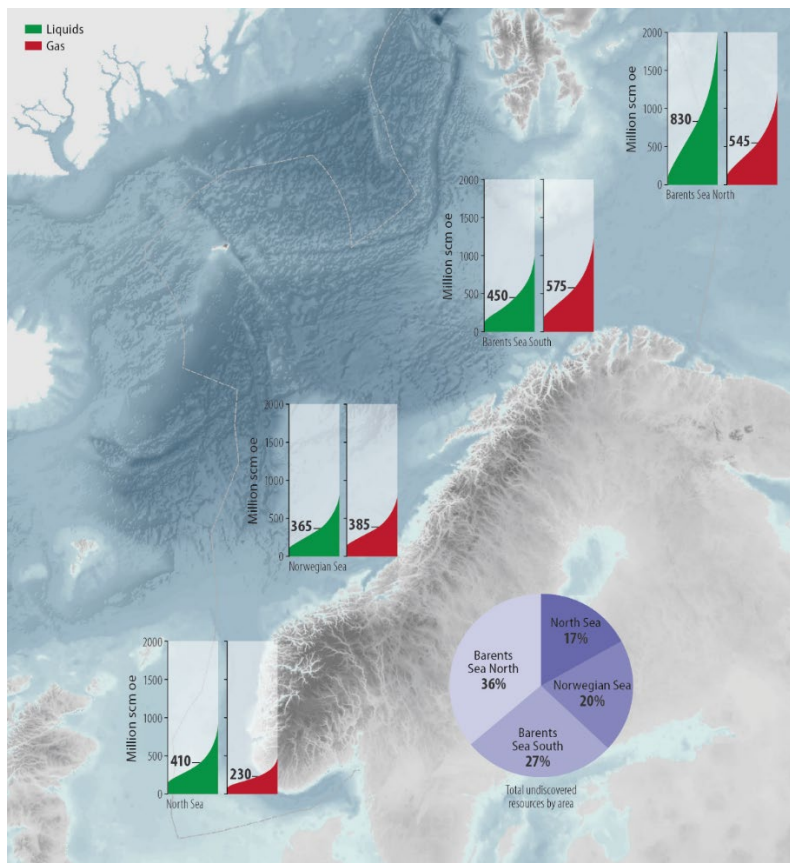 Liquids
Gas
Million scm oe
2000
1500
1000
500
0
830
545
Barents Sea North
Million scm oe
2000
1500
1000
500
0
450
575
Barents Sea South
Million scm oe
2000
1500
1000
500
0
365
385
Norwegian Sea
Million scm oe
2000
1500
1000
500
0
410
230
North Sea
North Sea
17%
Norwegian Sea
20%
Barents
Sea South
27%
Barents
Sea North
36%
Total undiscovered
resources by area